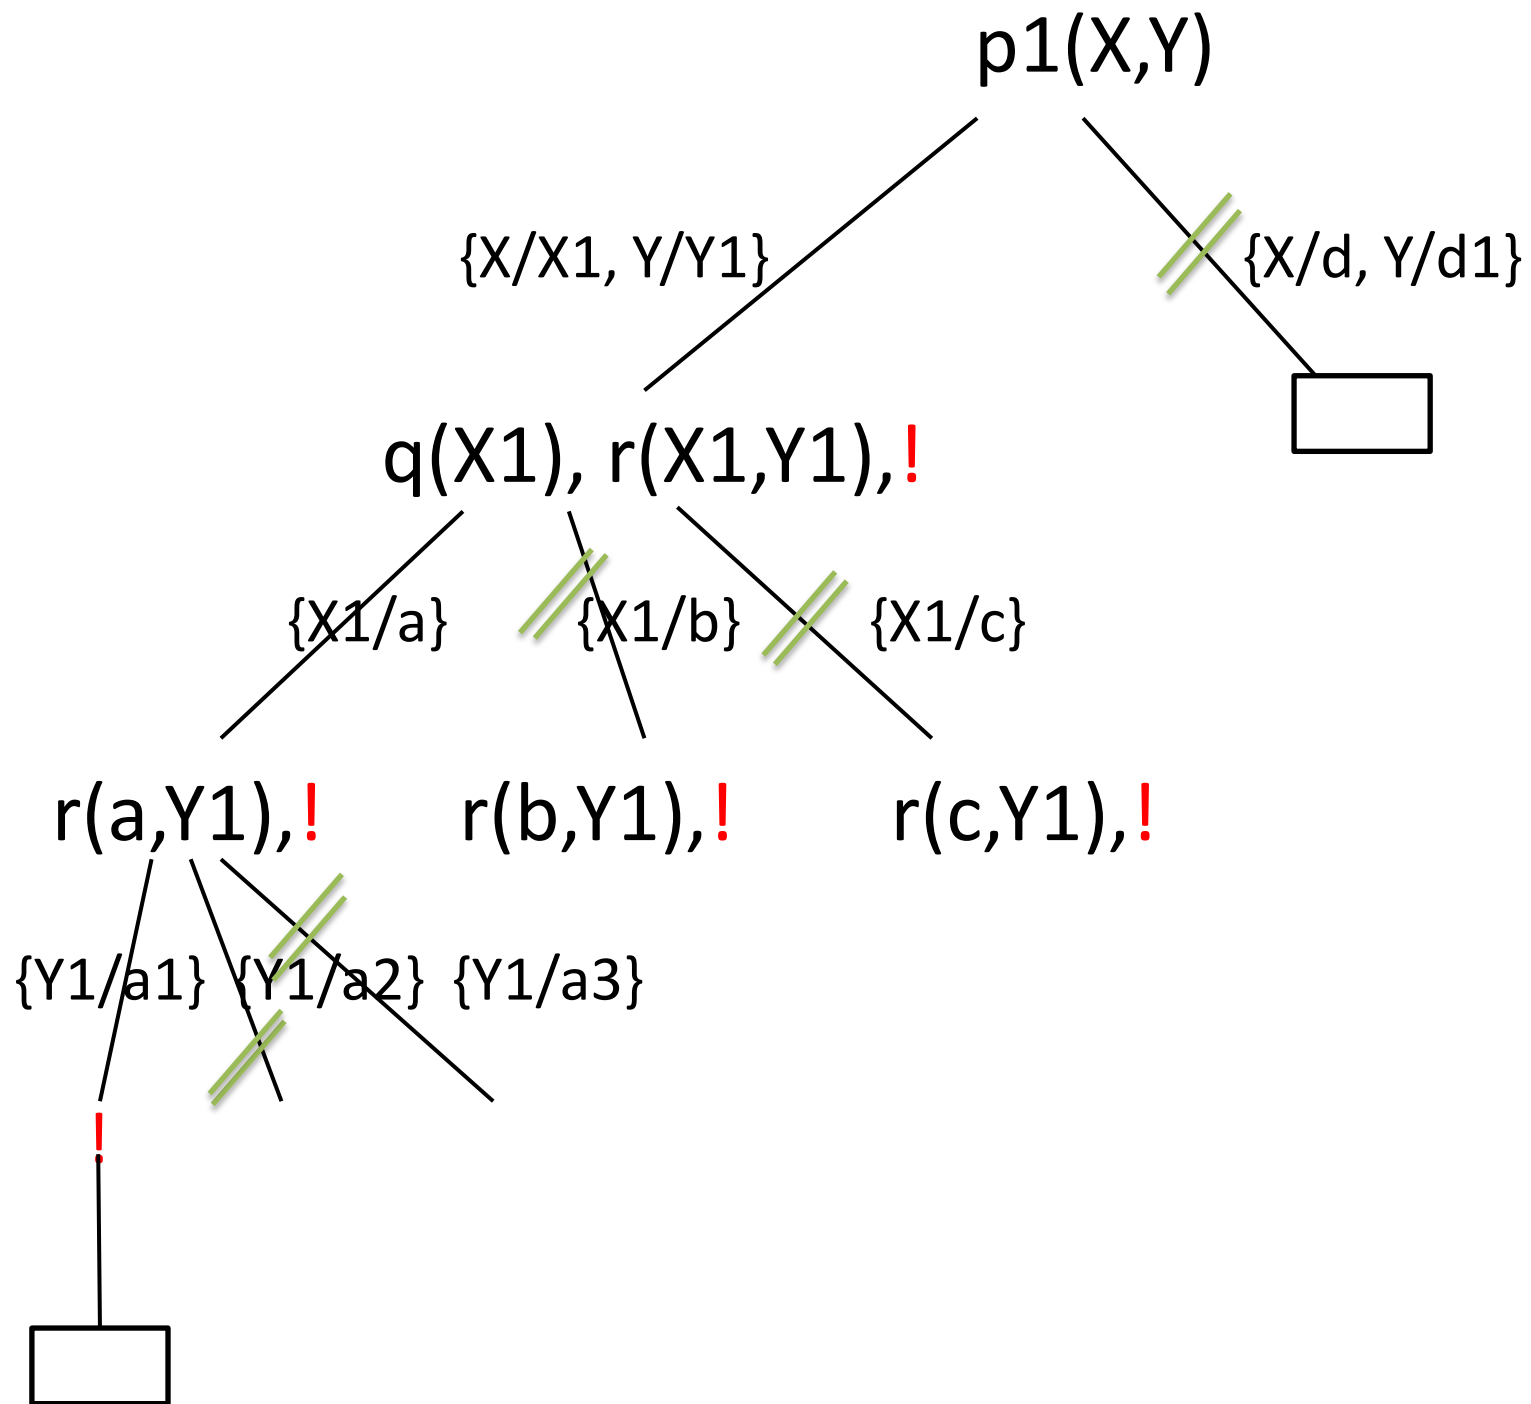 p1(X,Y)
{X/X1, Y/Y1} {X/d, Y/d1}
q(X1), r(X1,Y1),!
{X1/a} {X1/b} {X1/c}
r(a,Y1),! r(b,Y1),! r(c,Y1),!
{Y1/a1} {Y1/a2} {Y1/a3}
!